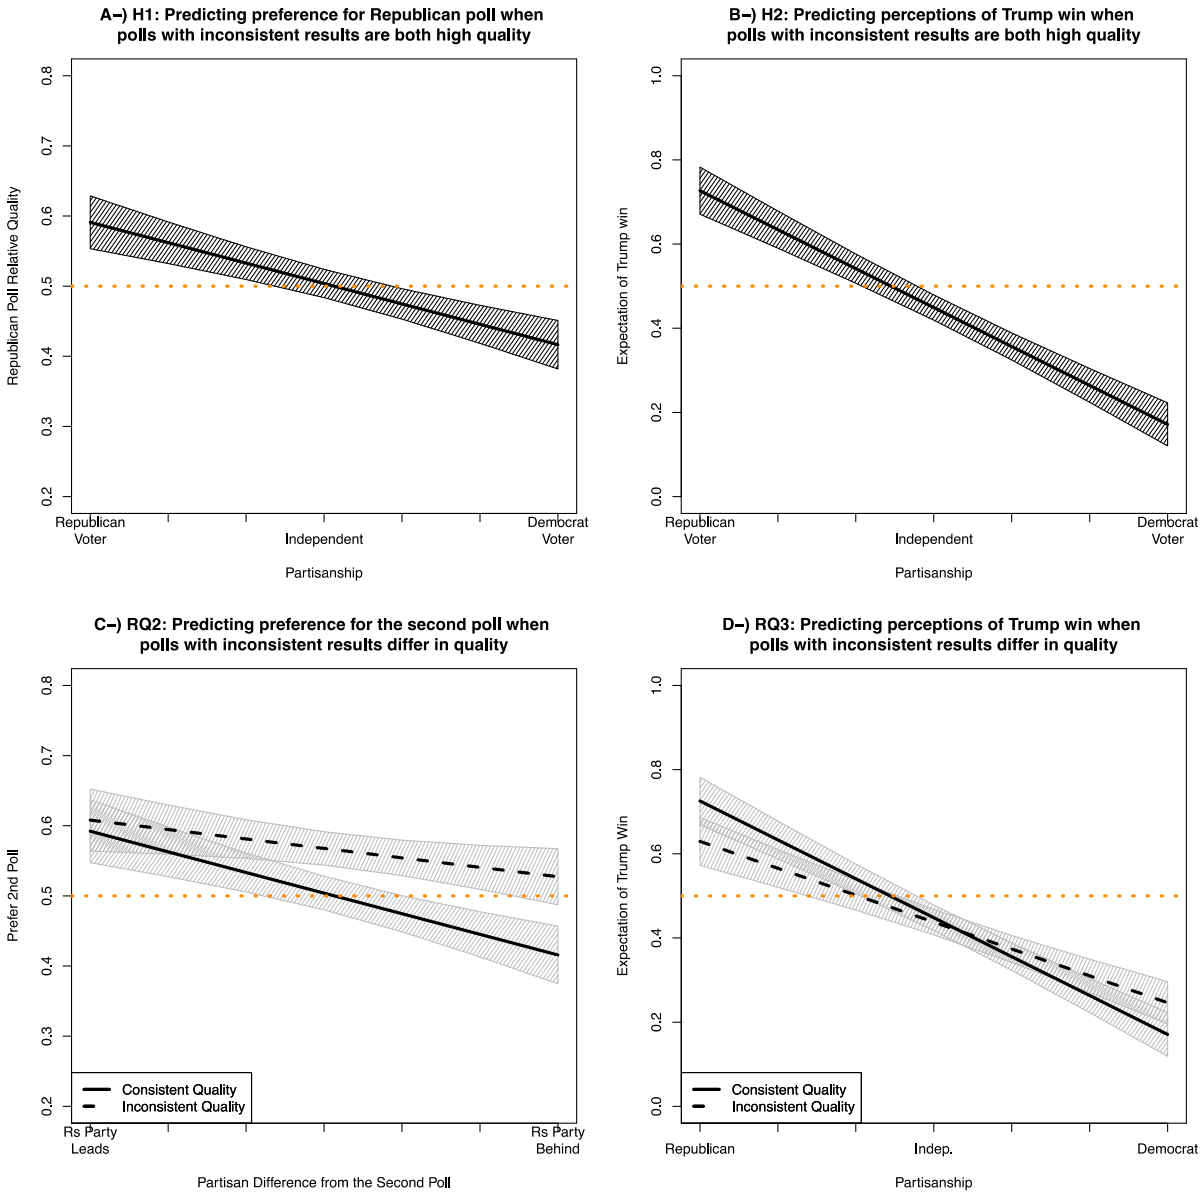 A–) H1: Predicting preference for Republican poll when
polls with inconsistent results are both high quality
Republican Poll Relative Quality
0.8
0.7
0.6
0.5
0.4
0.3
0.2
Republican
Voter
Independent
Democrat
Voter
Partisanship
B–) H2: Predicting perceptions of Trump win when
polls with inconsistent results are both high quality
Expectation of Trump win
1.0
0.8
0.6
0.4
0.2
0.0
Republican
Voter
Independent
Democrat
Voter
Partisanship
C–) RQ2: Predicting preference for the second poll when
polls with inconsistent results differ in quality
Prefer 2nd Poll
0.8
0.7
0.6
0.5
0.4
0.3
0.2
Consistent Quality
Inconsistent Quality
Rs Party
Leads
Rs Party
Behind
Partisan Difference from the Second Poll
D–) RQ3: Predicting perceptions of Trump win when
polls with inconsistent results differ in quality
Expectation of Trump Win
1.0
0.8
0.6
0.4
0.2
0.0
Consistent Quality
Inconsistent Quality
Republican
Indep.
Democrat
Partisanship